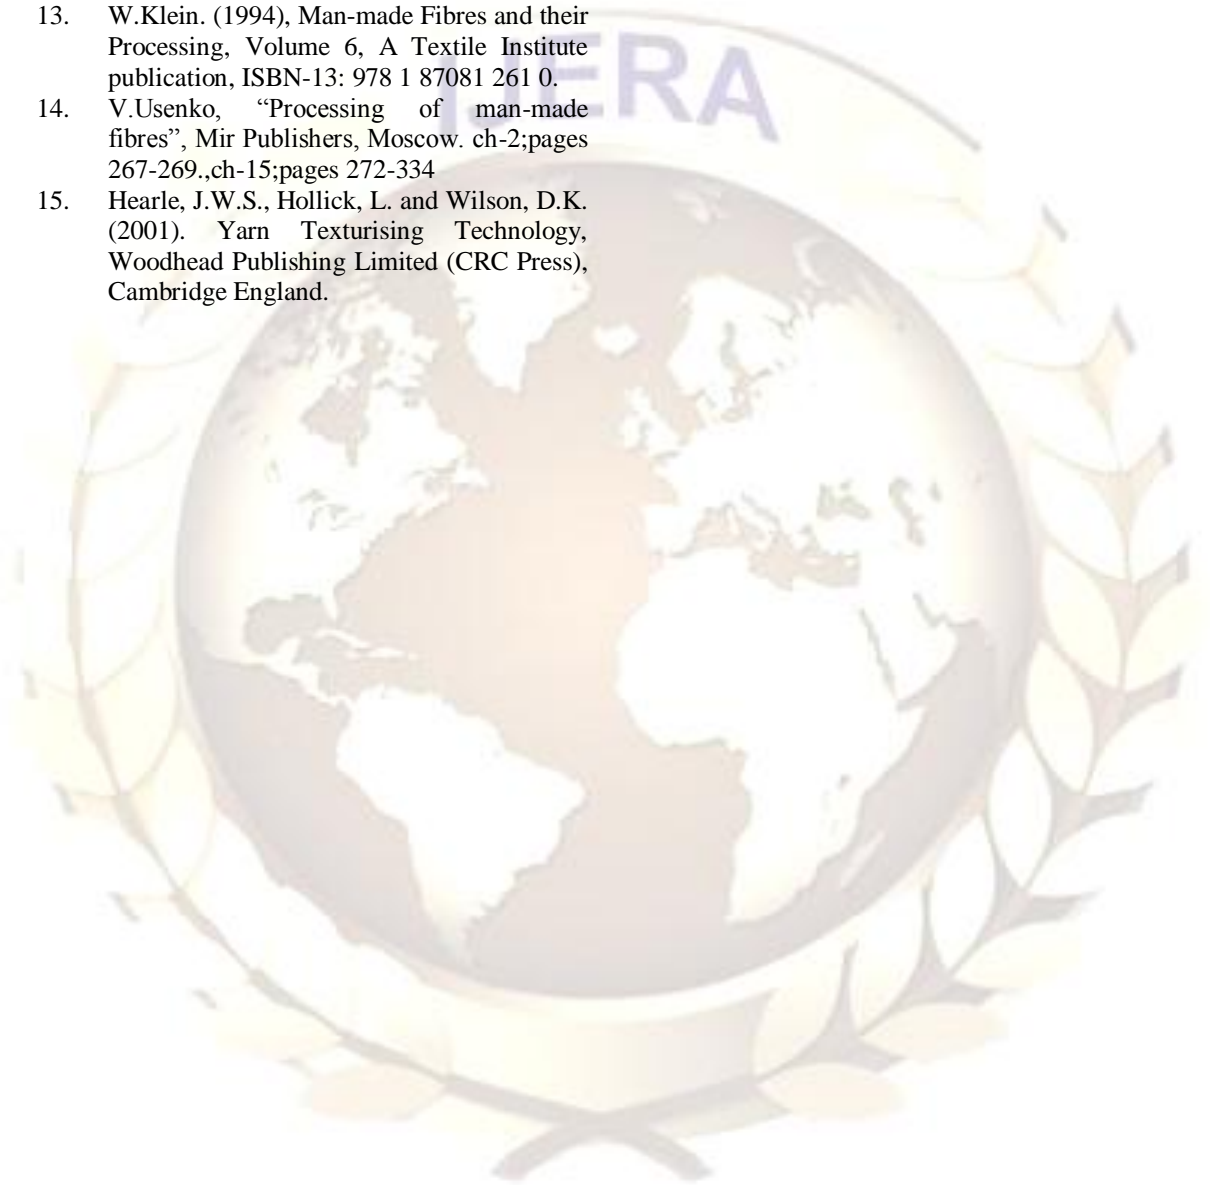 IJERA
13. W.Klein. (1994), Man-made Fibres and their
Processing, Volume 6, A Textile Institute
publication, ISBN-13: 978 1 87081 261 0.
14. V.Usenko, “Processing of man-made
fibres”, Mir Publishers, Moscow. ch-2;pages
267-269.,ch-15;pages 272-334
15. Hearle, J.W.S., Hollick, L. and Wilson, D.K.
(2001). Yarn Texturising Technology,
Woodhead Publishing Limited (CRC Press),
Cambridge England.